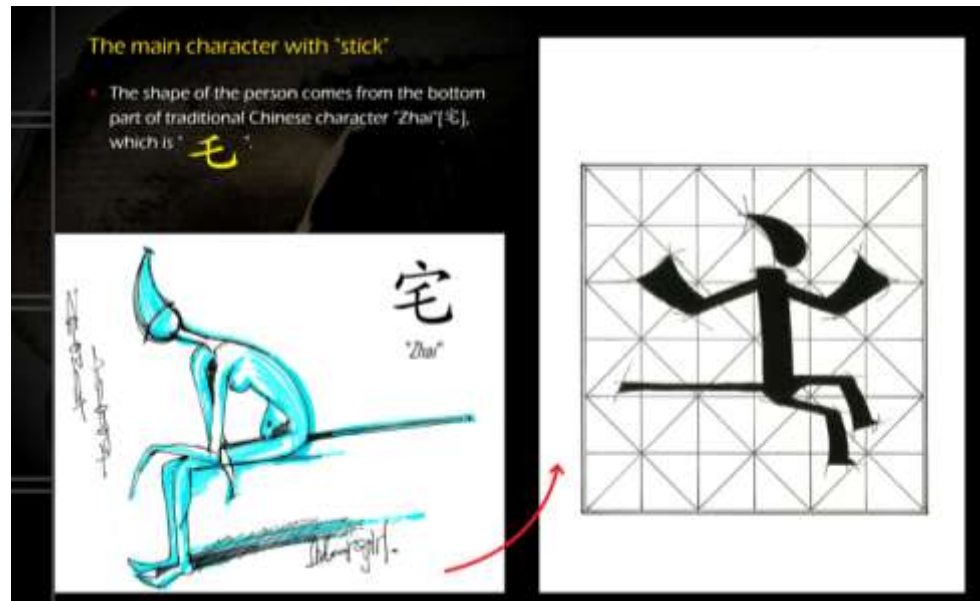 The main character with "stick"
The shape of the person comes from the bottom
part of traditional Chinese character "Zhai"[宅],
which is "乇".
宅
"Zhai"